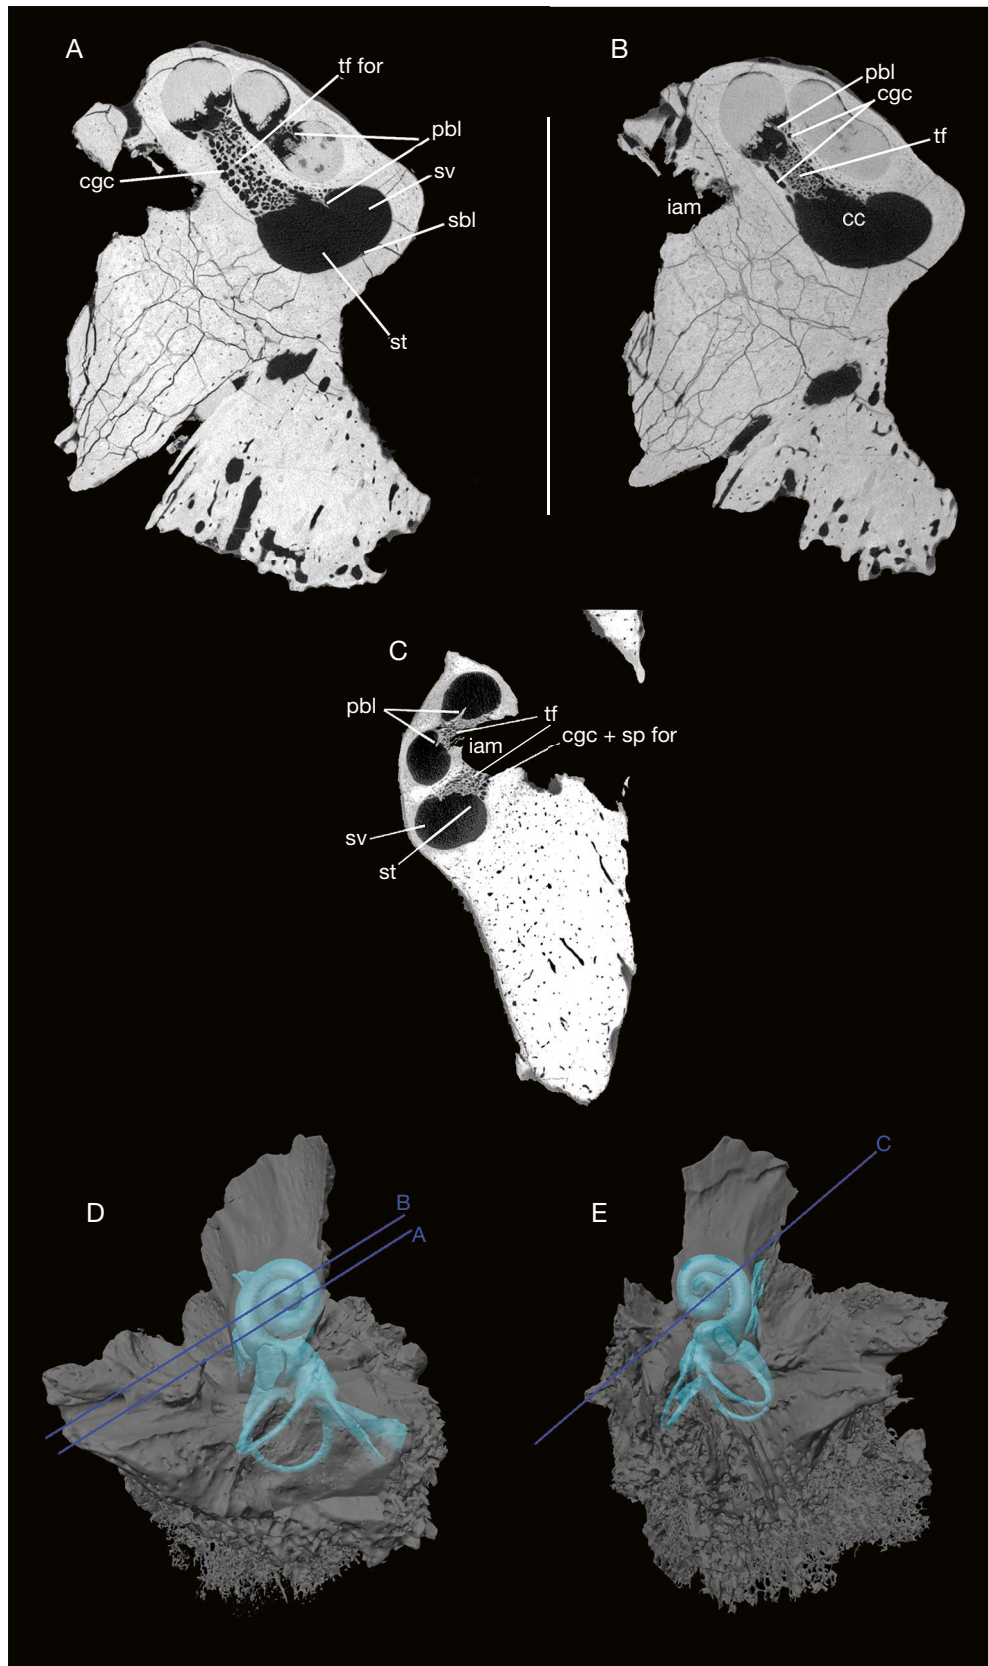 A
tf for
pbl
sv
sbl
cgc
st
B
pbl
cgc
tf
iam
cc
C
pbl
tf
iam
cgc + sp for
sv
st
D
B
A
E
C